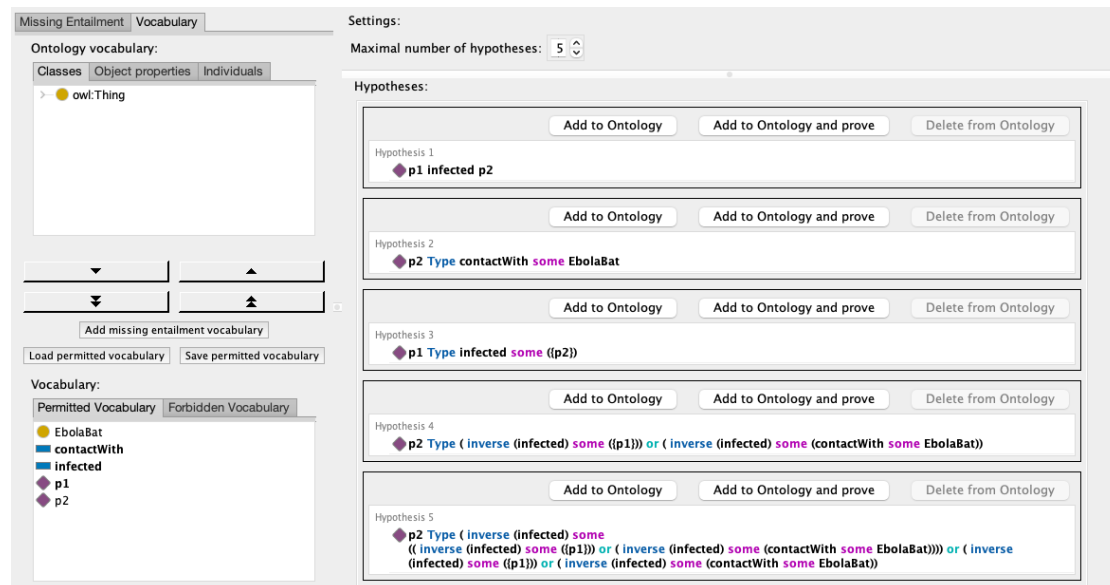 Missing Entailment Vocabulary
Ontology vocabulary:
Classes Object properties Individuals
owl:Thing
Add missing entailment vocabulary
Load permitted vocabulary Save permitted vocabulary
Vocabulary:
Permitted Vocabulary Forbidden Vocabulary
EbolaBat
contactWith
infected
p1
p2
Settings:
Maximal number of hypotheses: 5
Hypotheses:
Add to Ontology Add to Ontology and prove Delete from Ontology
Hypothesis 1
p1 infected p2
Add to Ontology Add to Ontology and prove Delete from Ontology
Hypothesis 2
p2 Type contactWith some EbolaBat
Add to Ontology Add to Ontology and prove Delete from Ontology
Hypothesis 3
p1 Type infected some ({p2})
Add to Ontology Add to Ontology and prove Delete from Ontology
Hypothesis 4
p2 Type ( inverse (infected) some ({p1})) or ( inverse (infected) some (contactWith some EbolaBat))
Add to Ontology Add to Ontology and prove Delete from Ontology
Hypothesis 5
p2 Type ( inverse (infected) some
(( inverse (infected) some ({p1})) or ( inverse (infected) some (contactWith some EbolaBat)))) or ( inverse
(infected) some ({p1})) or ( inverse (infected) some (contactWith some EbolaBat))